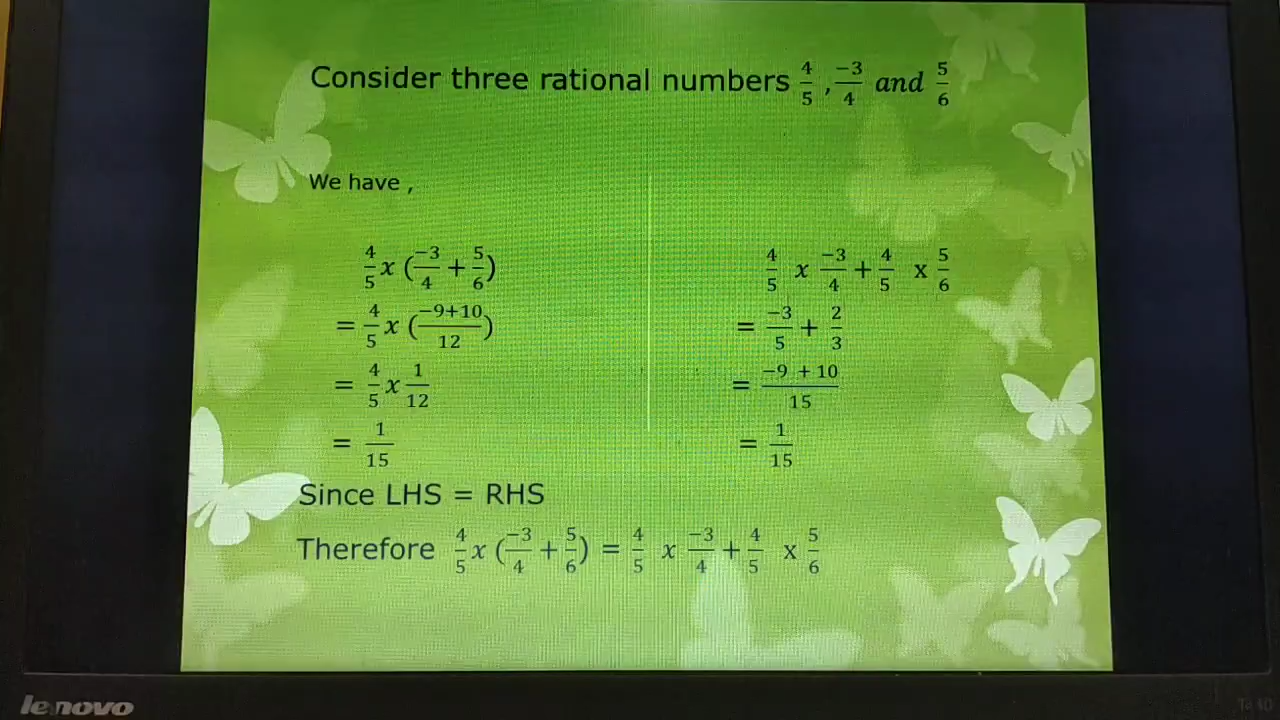 Consider three rational numbers 4/5 , -3/4 and 5/6
We have ,
4/5 x (-3/4 + 5/6)
= 4/5 x (-9+10/12)
= 4/5 x 1/12
= 1/15
4/5 x -3/4 + 4/5 x 5/6
= -3/5 + 2/3
= -9 + 10/15
= 1/15
Since LHS = RHS
Therefore 4/5 x (-3/4 + 5/6) = 4/5 x -3/4 + 4/5 x 5/6
lenovo